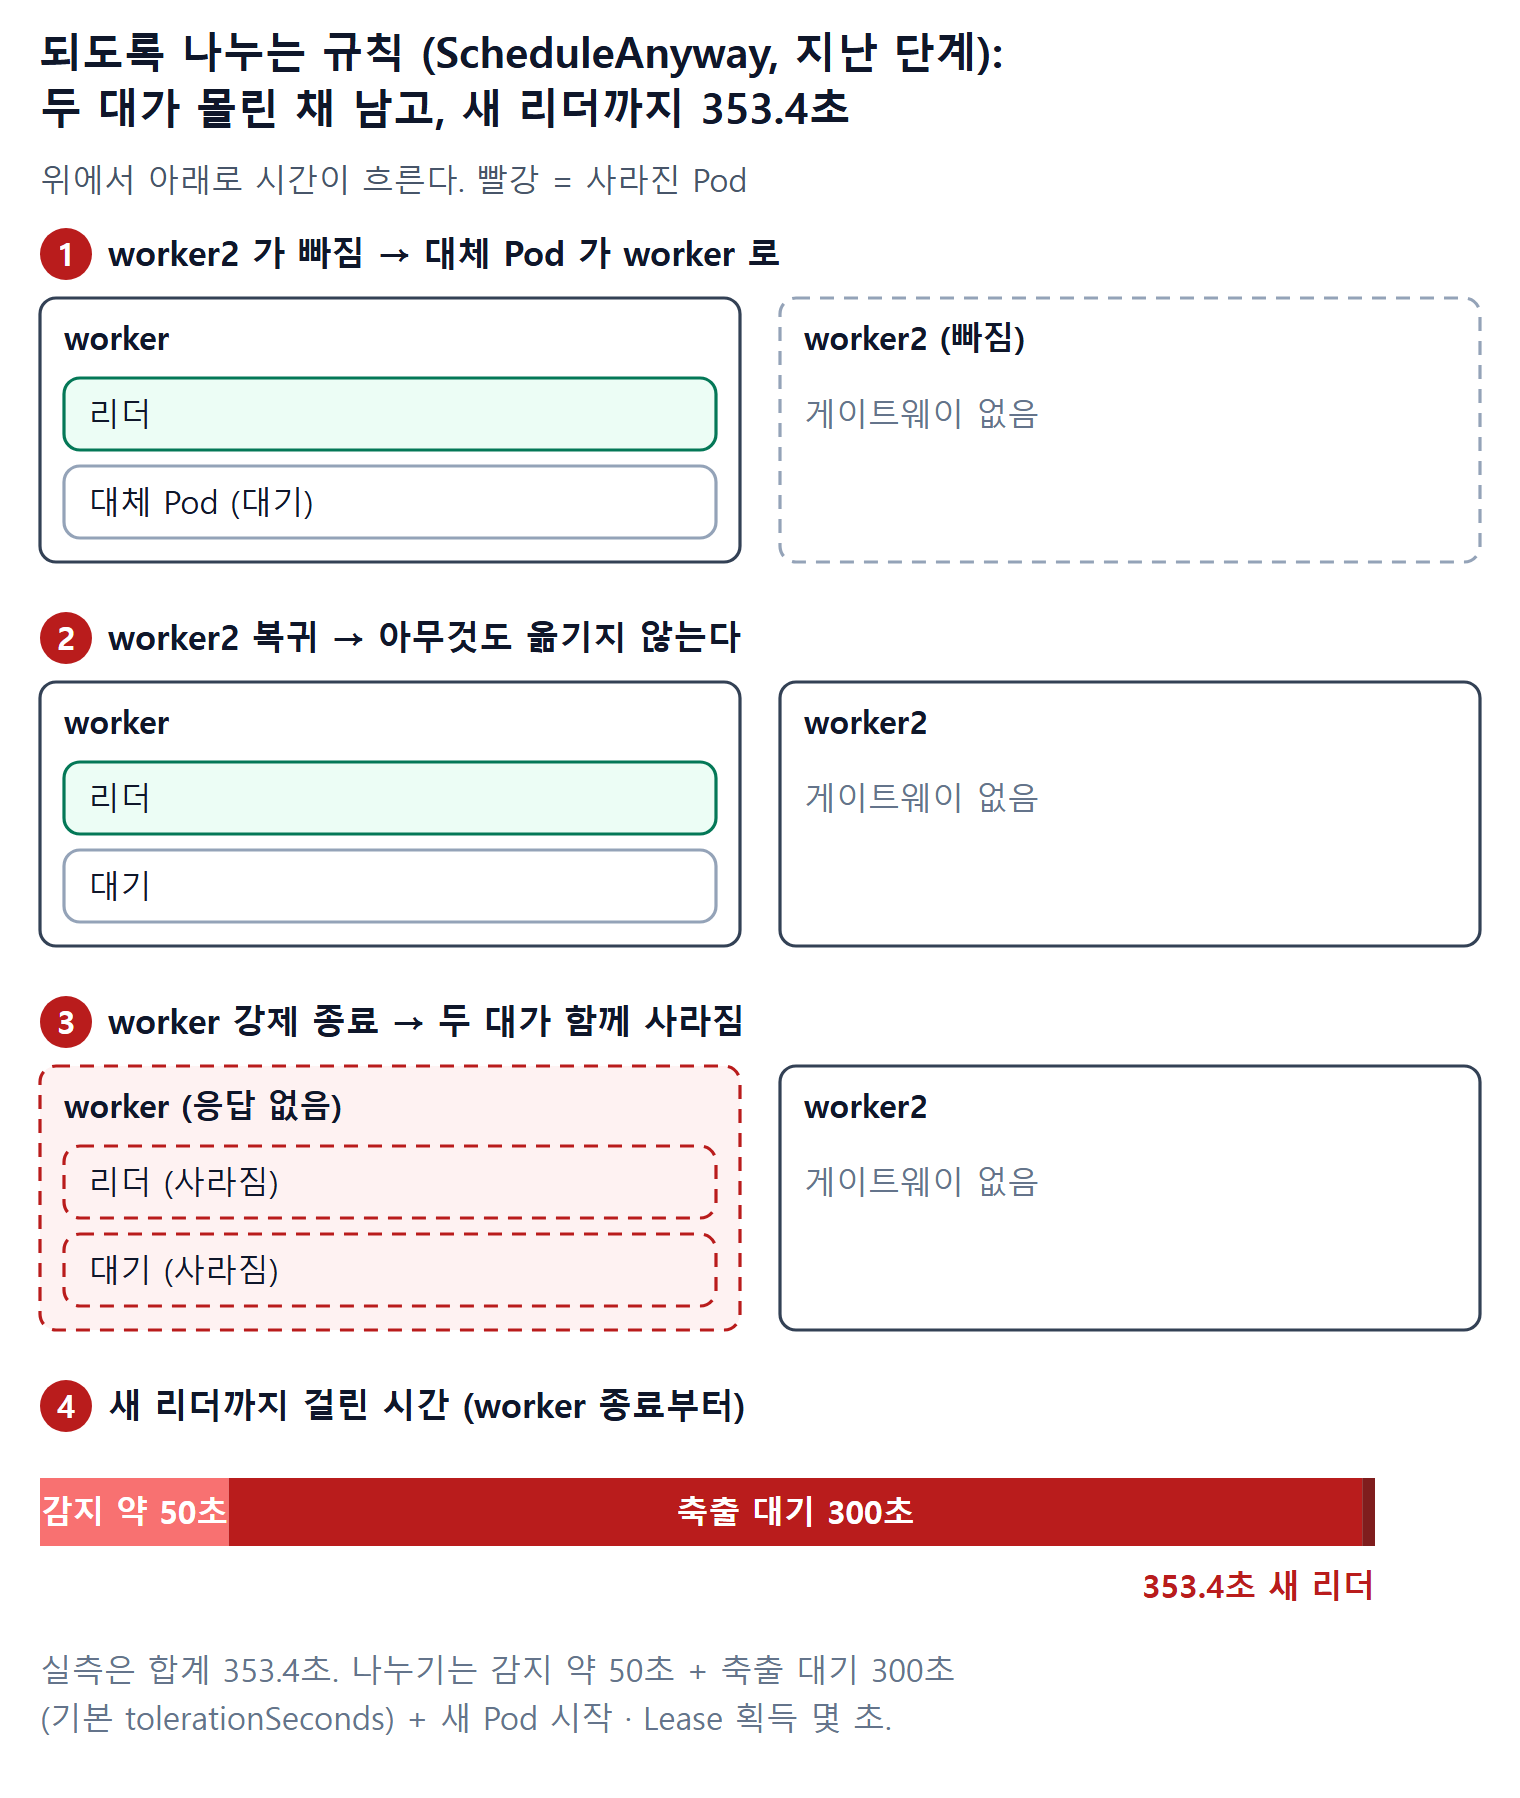 되도록 나누는 규칙 (ScheduleAnyway, 지난 단계):
두 대가 몰린 채 남고, 새 리더까지 353.4초
위에서 아래로 시간이 흐른다. 빨강 = 사라진 Pod
1 worker2 가 빠짐 → 대체 Pod 가 worker 로
worker
리더
대체 Pod (대기)
worker2 (빠짐)
게이트웨이 없음
2 worker2 복귀 → 아무것도 옮기지 않는다
worker
리더
대기
worker2
게이트웨이 없음
3 worker 강제 종료 → 두 대가 함께 사라짐
worker (응답 없음)
리더 (사라짐)
대기 (사라짐)
worker2
게이트웨이 없음
4 새 리더까지 걸린 시간 (worker 종료부터)
감지 약 50초
축출 대기 300초
353.4초 새 리더
실측은 합계 353.4초. 나누기는 감지 약 50초 + 축출 대기 300초
(기본 tolerationSeconds) + 새 Pod 시작 · Lease 획득 몇 초.